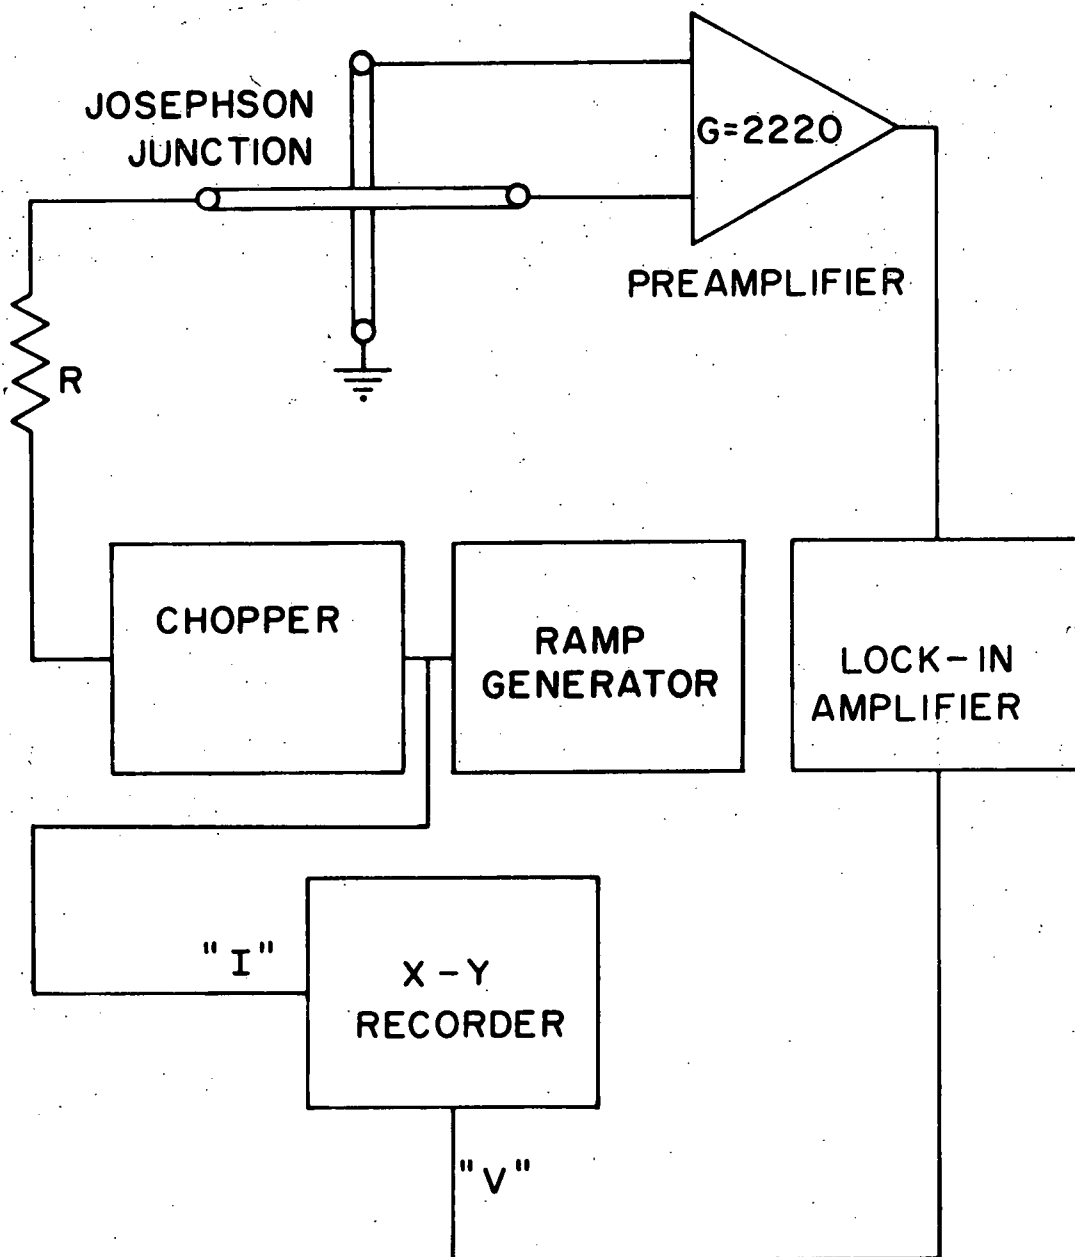 JOSEPHSON
JUNCTION
G=2220
PREAMPLIFIER
R
CHOPPER
RAMP
GENERATOR
LOCK-IN
AMPLIFIER
"I"
X-Y
RECORDER
"V"